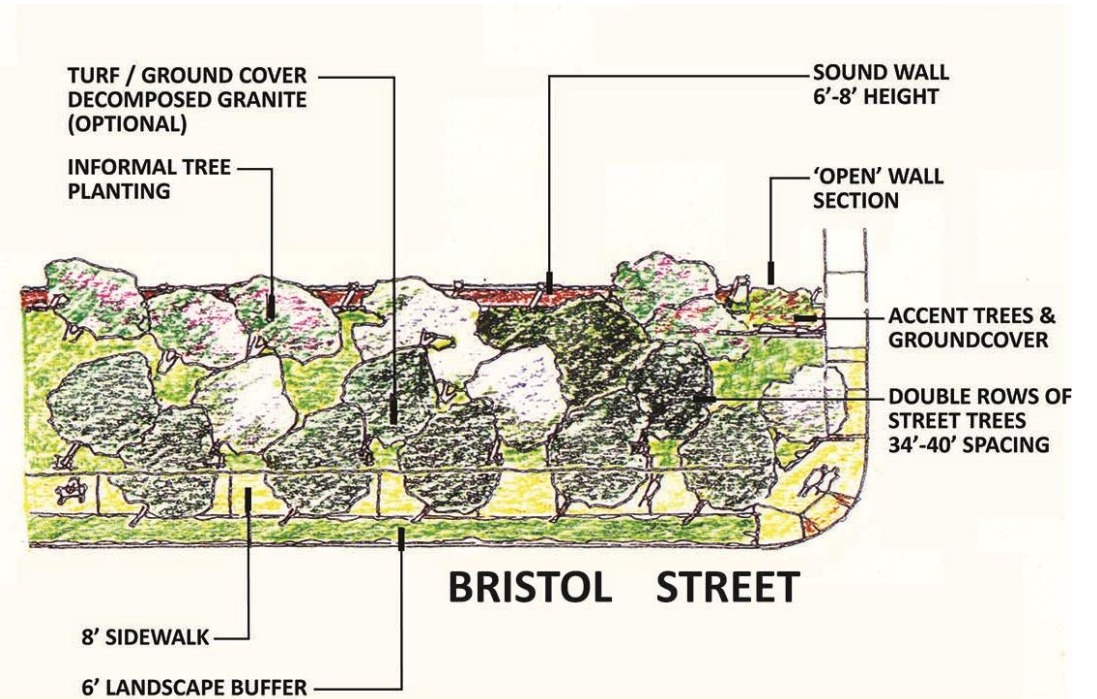 TURF / GROUND COVER
DECOMPOSED GRANITE
(OPTIONAL)
INFORMAL TREE
PLANTING
SOUND WALL
6’-8’ HEIGHT
‘OPEN’ WALL
SECTION
ACCENT TREES &
GROUNDCOVER
DOUBLE ROWS OF
STREET TREES
34’-40’ SPACING
BRISTOL STREET
8’ SIDEWALK
6’ LANDSCAPE BUFFER